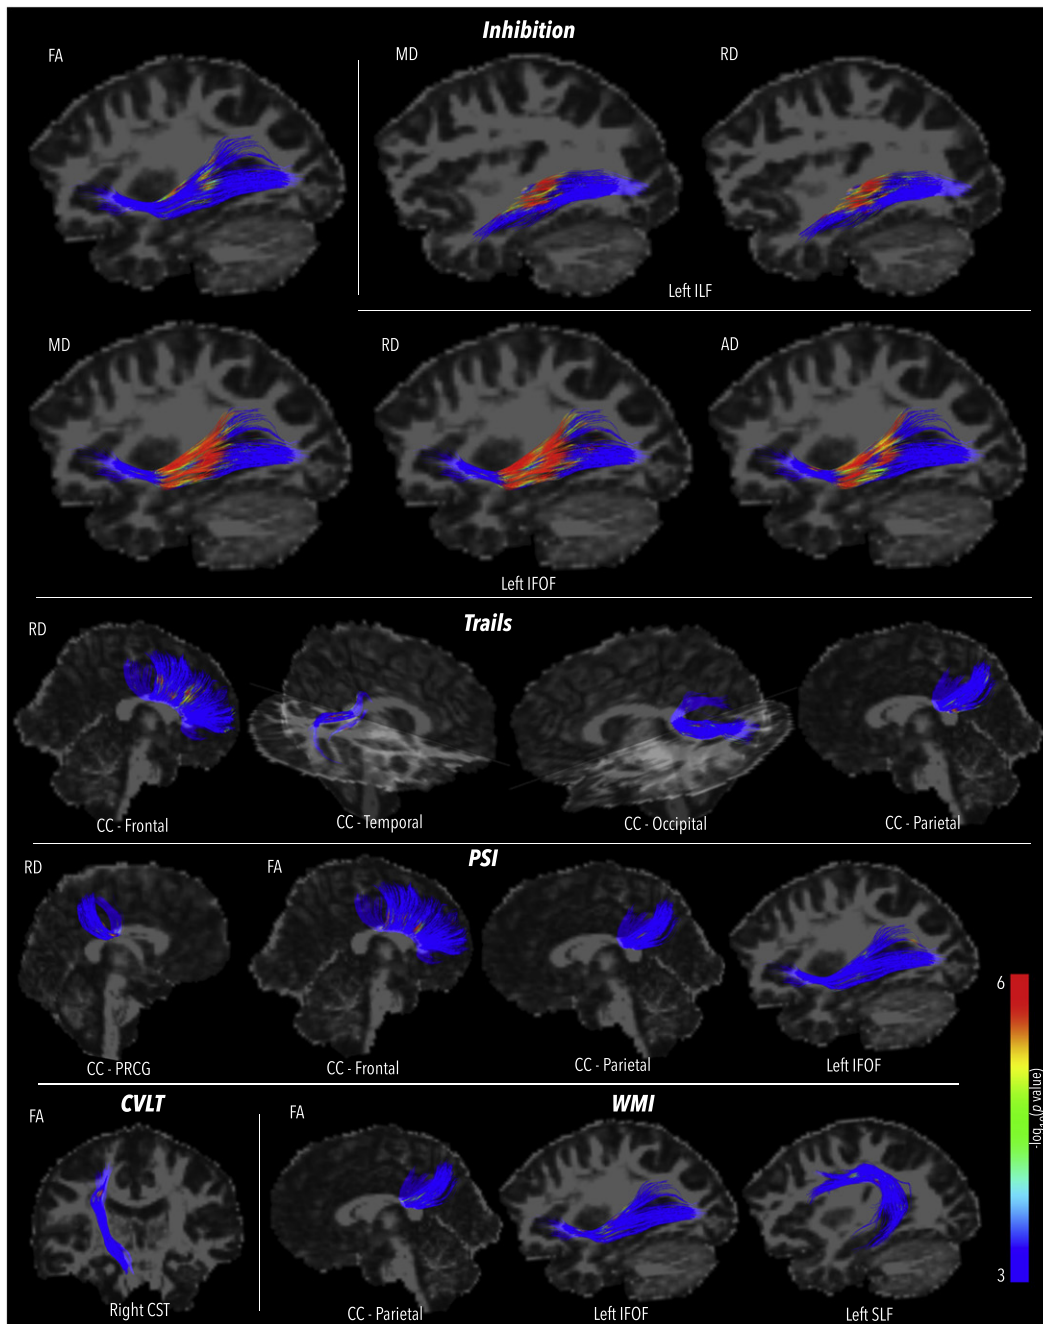 Inhibition
FA
MD
RD
Left ILF
MD
RD
AD
Left IFOF
Trails
RD
CC - Frontal
CC - Temporal
CC - Occipital
CC - Parietal
PSI
RD
FA
CC - PRCG
CC - Frontal
CC - Parietal
Left IFOF
6
-log10(p value)
3
CVLT
FA
Right CST
WMI
FA
CC - Parietal
Left IFOF
Left SLF